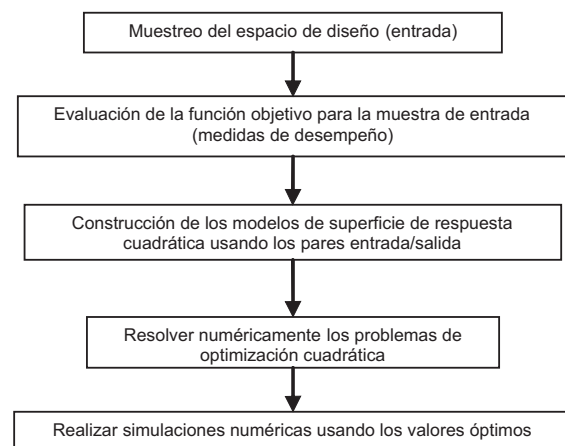 Muestreo del espacio de diseño (entrada)
Evaluación de la función objetivo para la muestra de entrada
(medidas de desempeño)
Construcción de los modelos de superficie de respuesta
cuadrática usando los pares entrada/salida
Resolver numéricamente los problemas de
optimización cuadrática
Realizar simulaciones numéricas usando los valores óptimos